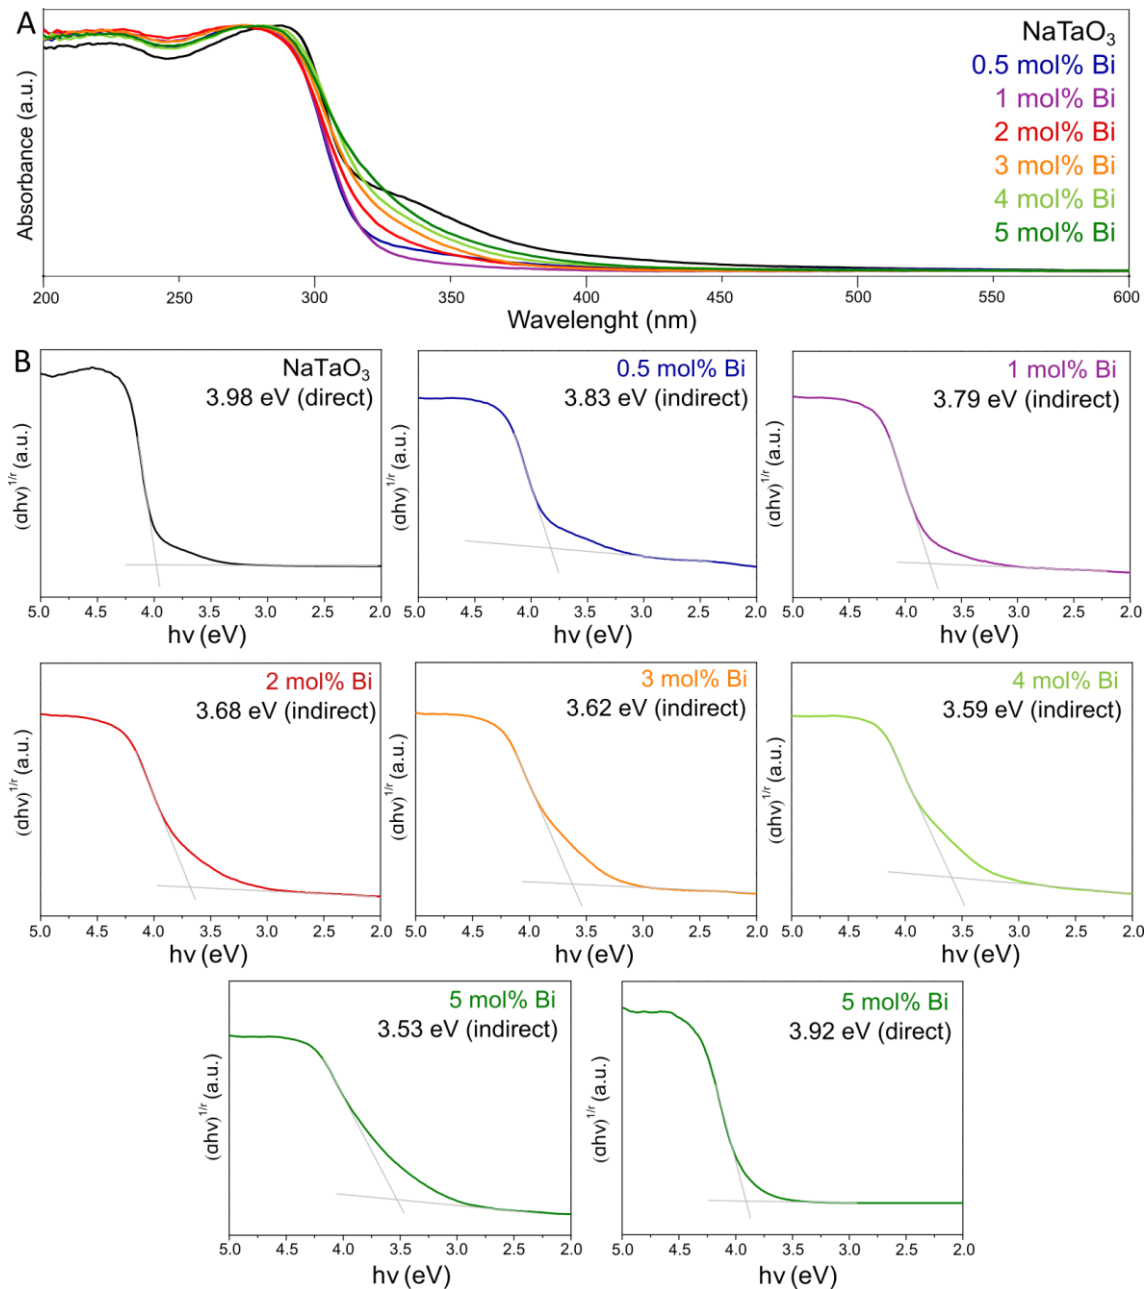 A
NaTaO₃
0.5 mol% Bi
1 mol% Bi
2 mol% Bi
3 mol% Bi
4 mol% Bi
5 mol% Bi
Absorbance (a.u.)
200 250 300 350 400 450 500 550 600
Wavelenght (nm)
B
NaTaO₃
3.98 eV (direct)
(αhν)^1/r (a.u.)
5.0 4.5 4.0 3.5 3.0 2.5 2.0
hν (eV)
0.5 mol% Bi
3.83 eV (indirect)
(αhν)^1/r (a.u.)
5.0 4.5 4.0 3.5 3.0 2.5 2.0
hν (eV)
1 mol% Bi
3.79 eV (indirect)
(αhν)^1/r (a.u.)
5.0 4.5 4.0 3.5 3.0 2.5 2.0
hν (eV)
2 mol% Bi
3.68 eV (indirect)
(αhν)^1/r (a.u.)
5.0 4.5 4.0 3.5 3.0 2.5 2.0
hν (eV)
3 mol% Bi
3.62 eV (indirect)
(αhν)^1/r (a.u.)
5.0 4.5 4.0 3.5 3.0 2.5 2.0
hν (eV)
4 mol% Bi
3.59 eV (indirect)
(αhν)^1/r (a.u.)
5.0 4.5 4.0 3.5 3.0 2.5 2.0
hν (eV)
5 mol% Bi
3.53 eV (indirect)
(αhν)^1/r (a.u.)
5.0 4.5 4.0 3.5 3.0 2.5 2.0
hν (eV)
5 mol% Bi
3.92 eV (direct)
(αhν)^1/r (a.u.)
5.0 4.5 4.0 3.5 3.0 2.5 2.0
hν (eV)